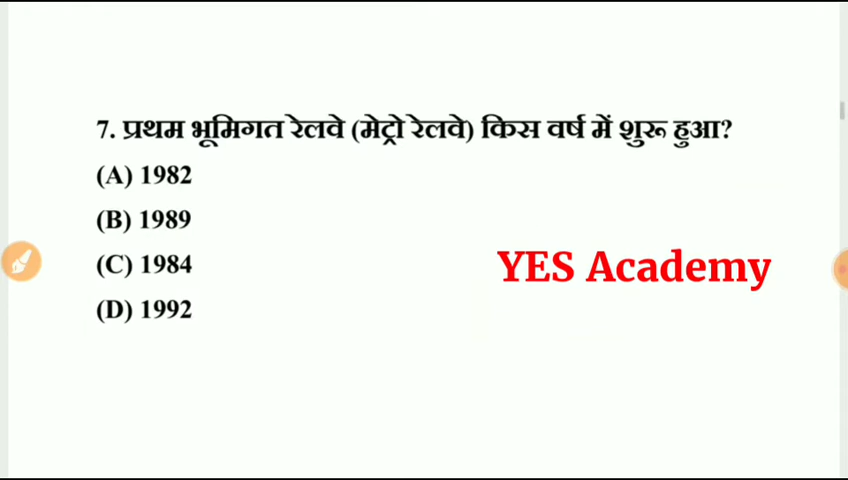 7. प्रथम भूमिगत रेलवे (मेट्रो रेलवे) किस वर्ष में शुरू हुआ?
(A) 1982
(B) 1989
(C) 1984
(D) 1992
YES Academy